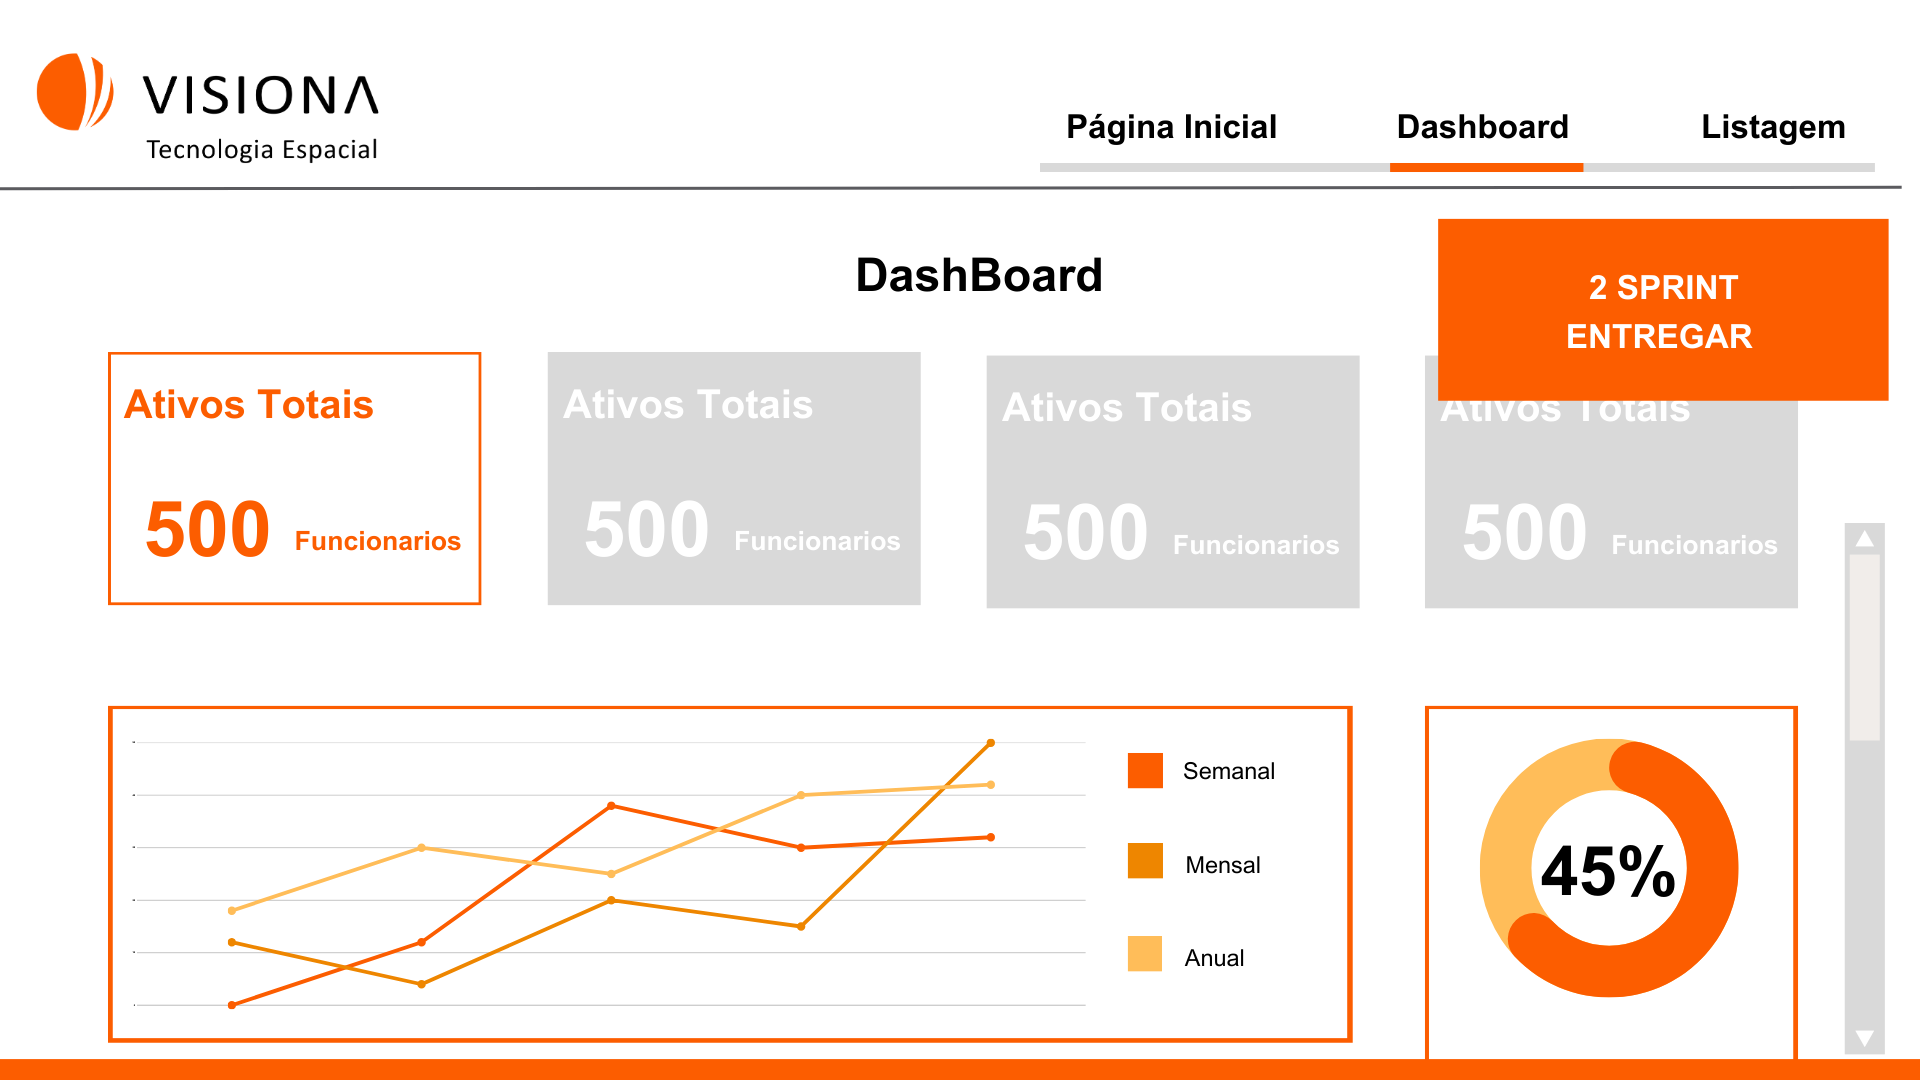 VISIONA
Tecnologia Espacial
Página Inicial
Dashboard
Listagem
DashBoard
2 SPRINT
ENTREGAR
Ativos Totais
500 Funcionarios
Ativos Totais
500 Funcionarios
Ativos Totais
500 Funcionarios
Ativos Totais
500 Funcionarios
Semanal
Mensal
Anual
45%